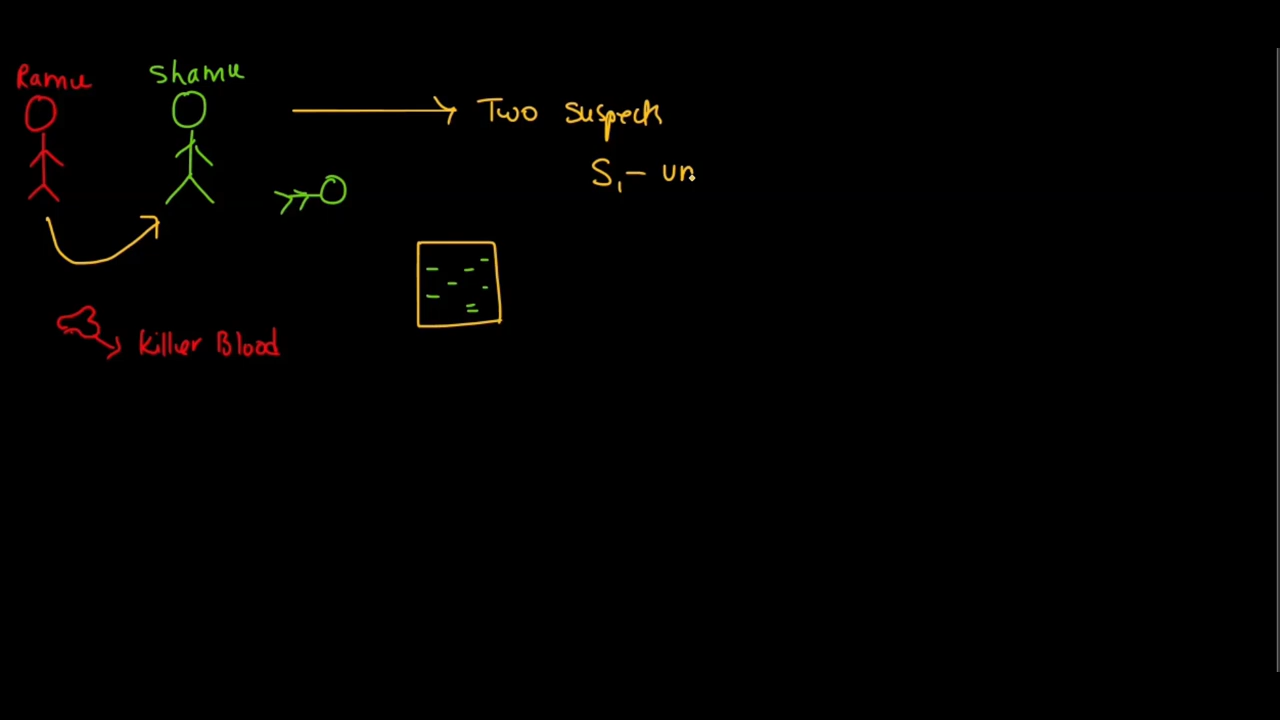 Ramu
Shamu
Two Suspects
S₁ - un
Killer Blood